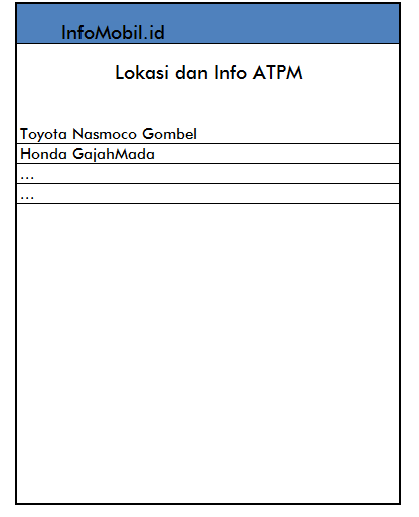 InfoMobil.id
Lokasi dan Info ATPM
Toyota Nasmoco Gombel
Honda GajahMada
...
...